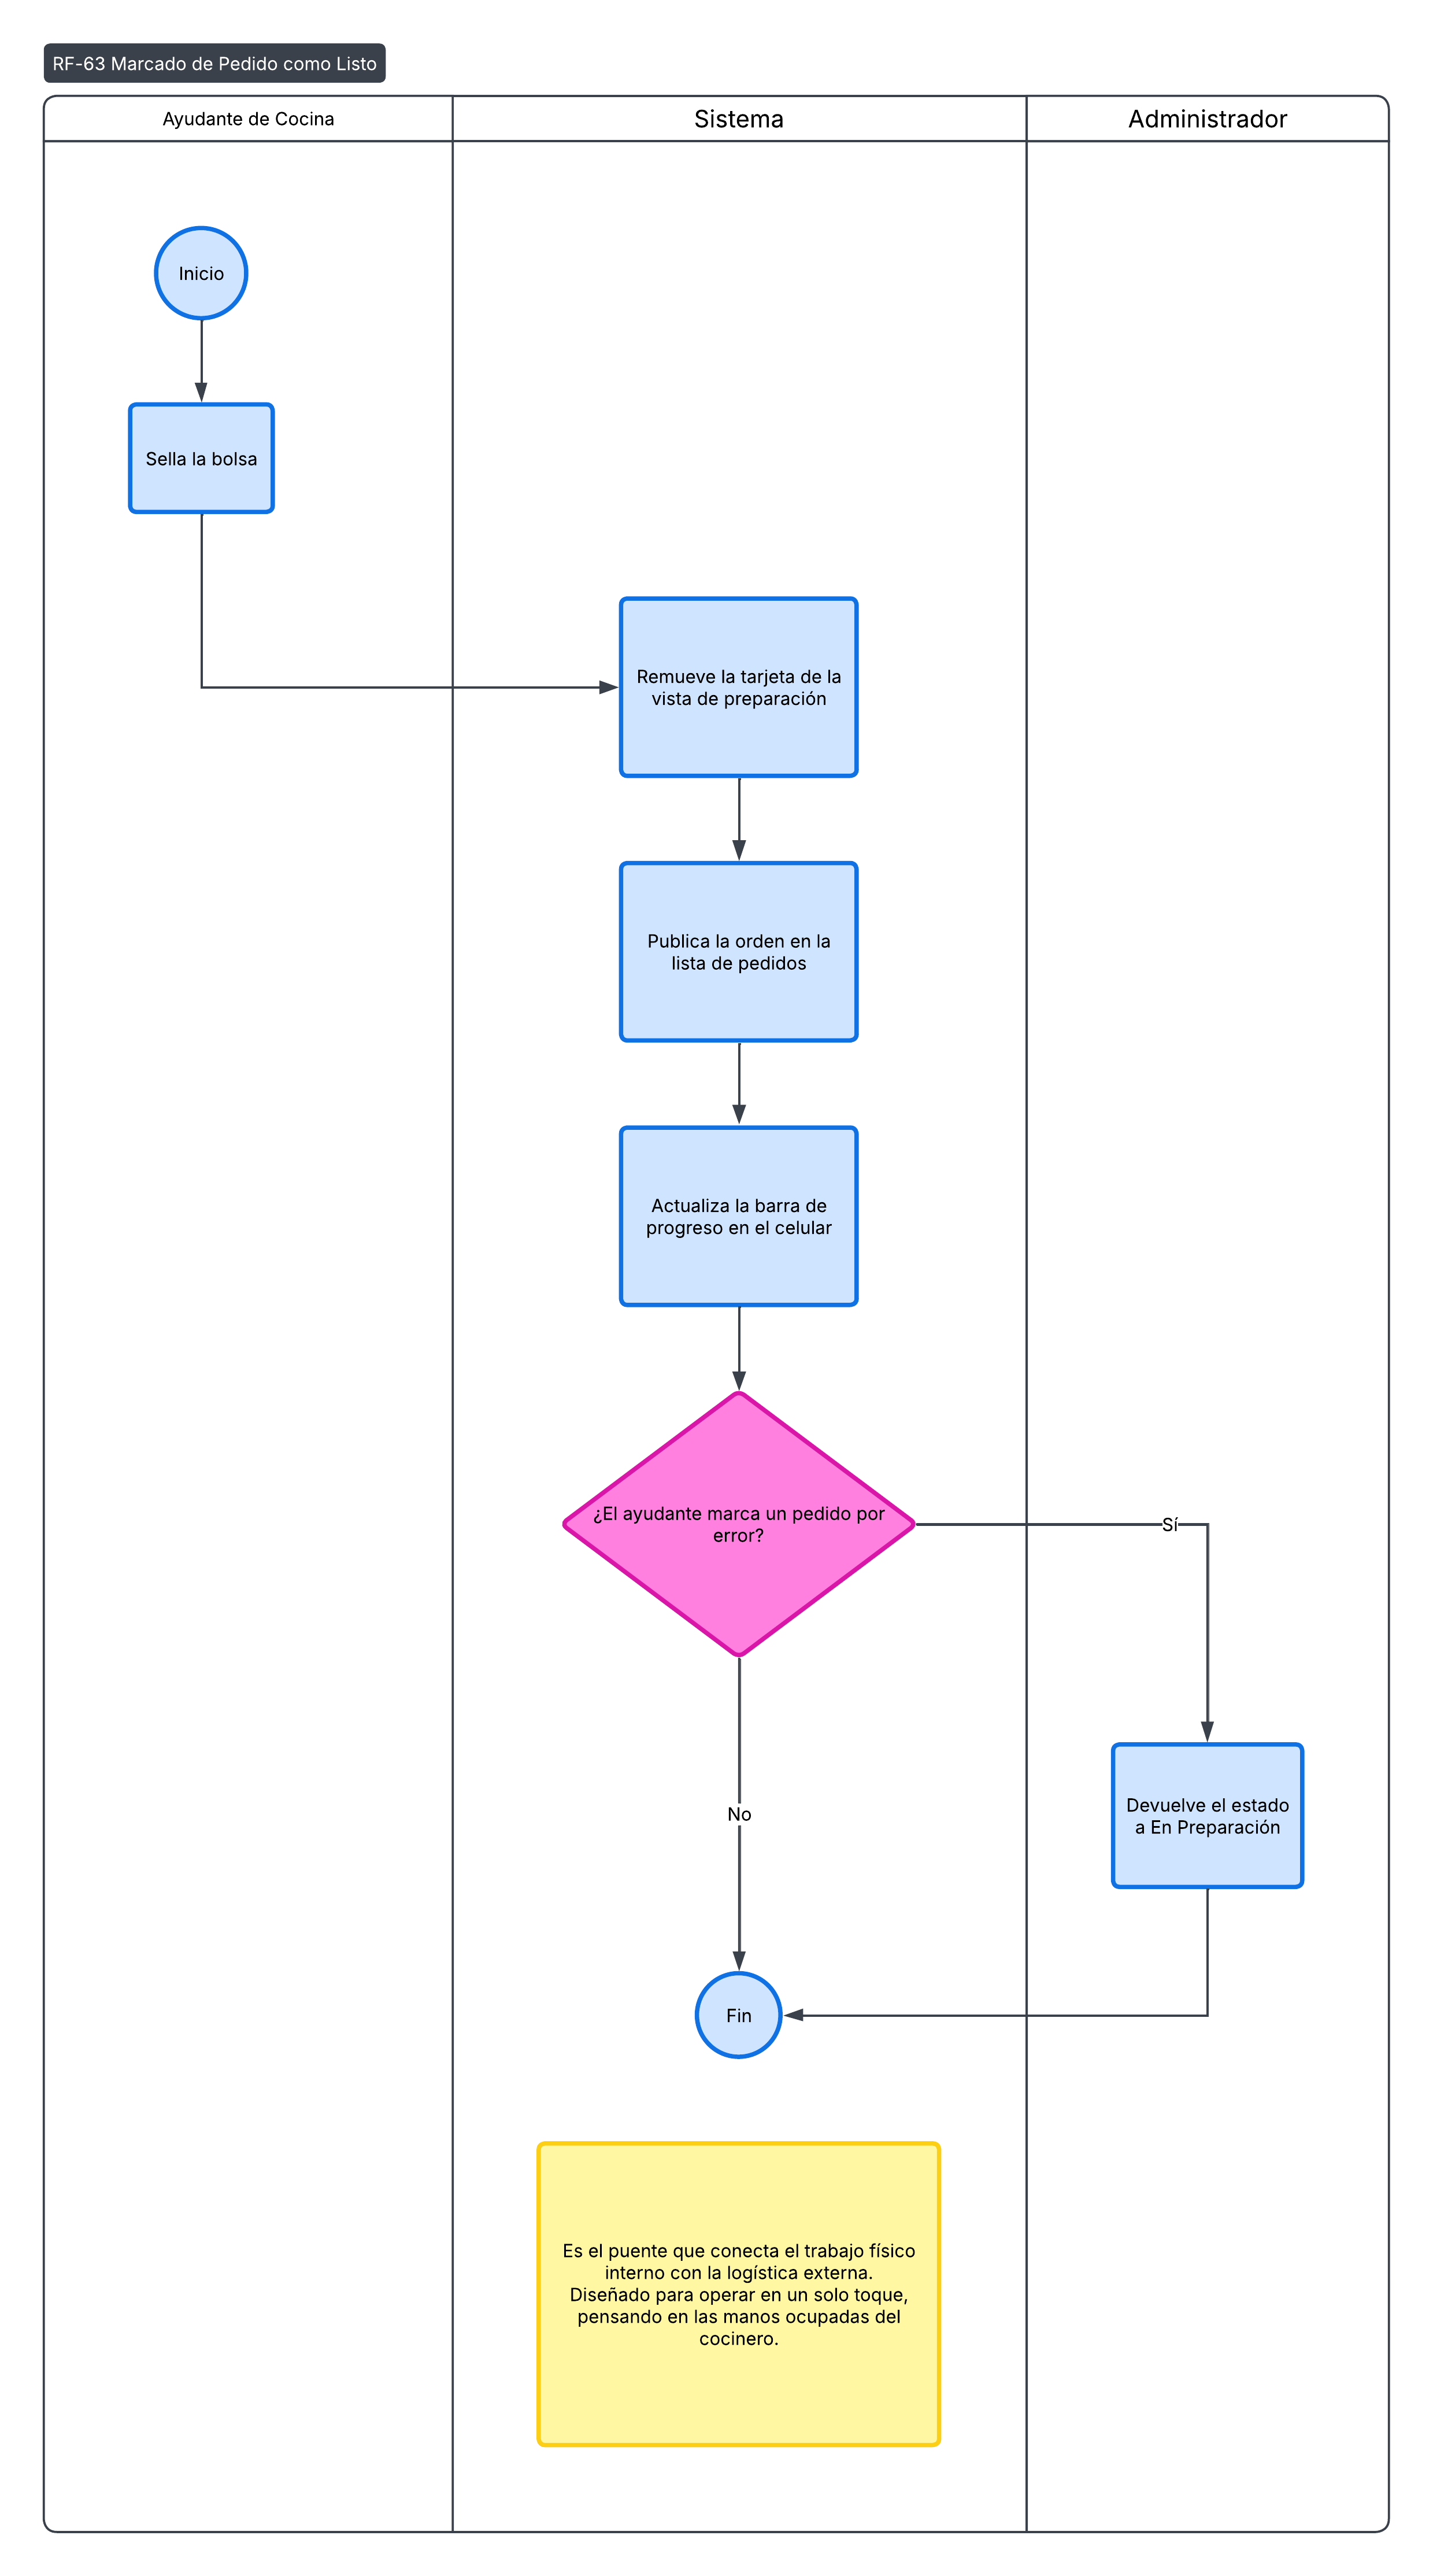 RF-63 Marcado de Pedido como Listo
Ayudante de Cocina
Sistema
Administrador
Inicio
Sella la bolsa
Remueve la tarjeta de la
vista de preparación
Publica la orden en la
lista de pedidos
Actualiza la barra de
progreso en el celular
¿El ayudante marca un pedido por
error?
Sí
No
Devuelve el estado
a En Preparación
Fin
Es el puente que conecta el trabajo físico
interno con la logística externa.
Diseñado para operar en un solo toque,
pensando en las manos ocupadas del
cocinero.